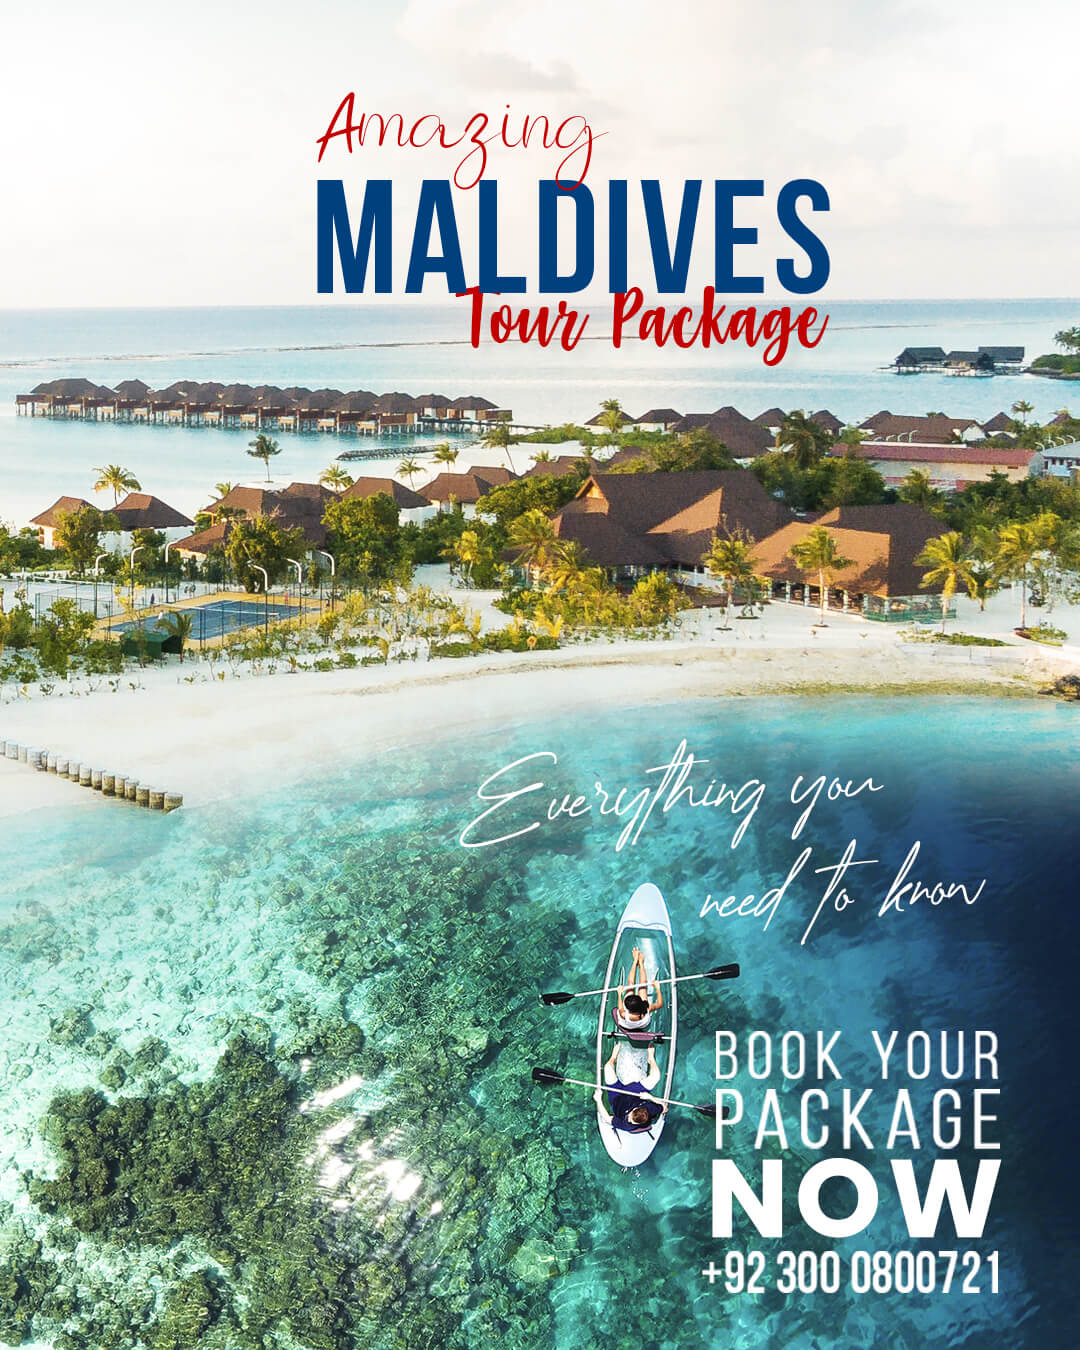 Amazing
MALDIVES
Tour Package
Everything you
need to know
BOOK YOUR
PACKAGE
NOW
+92 300 0800721